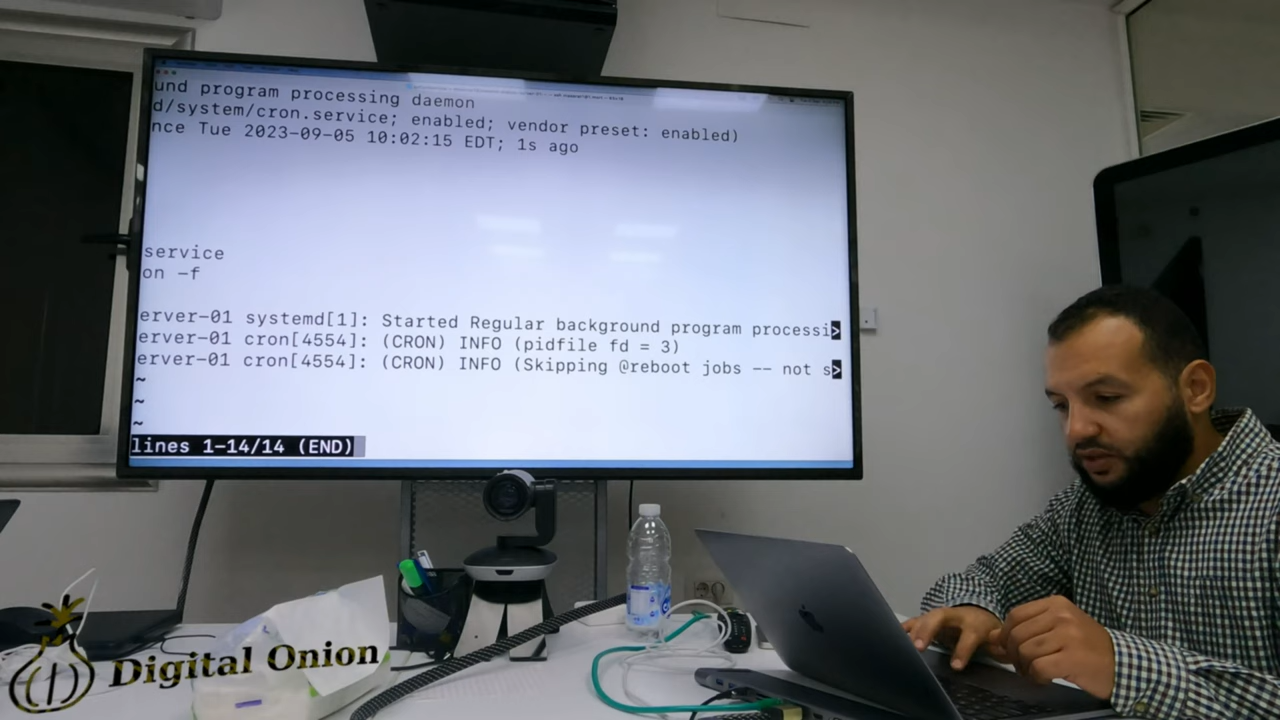 und program processing daemon
d/system/cron.service; enabled; vendor preset: enabled)
nce Tue 2023-09-05 10:02:15 EDT; 1s ago
service
on -f
erver-01 systemd[1]: Started Regular background program processi>
erver-01 cron[4554]: (CRON) INFO (pidfile fd = 3)
erver-01 cron[4554]: (CRON) INFO (Skipping @reboot jobs -- not s>
~
~
~
lines 1-14/14 (END)
Digital Onion